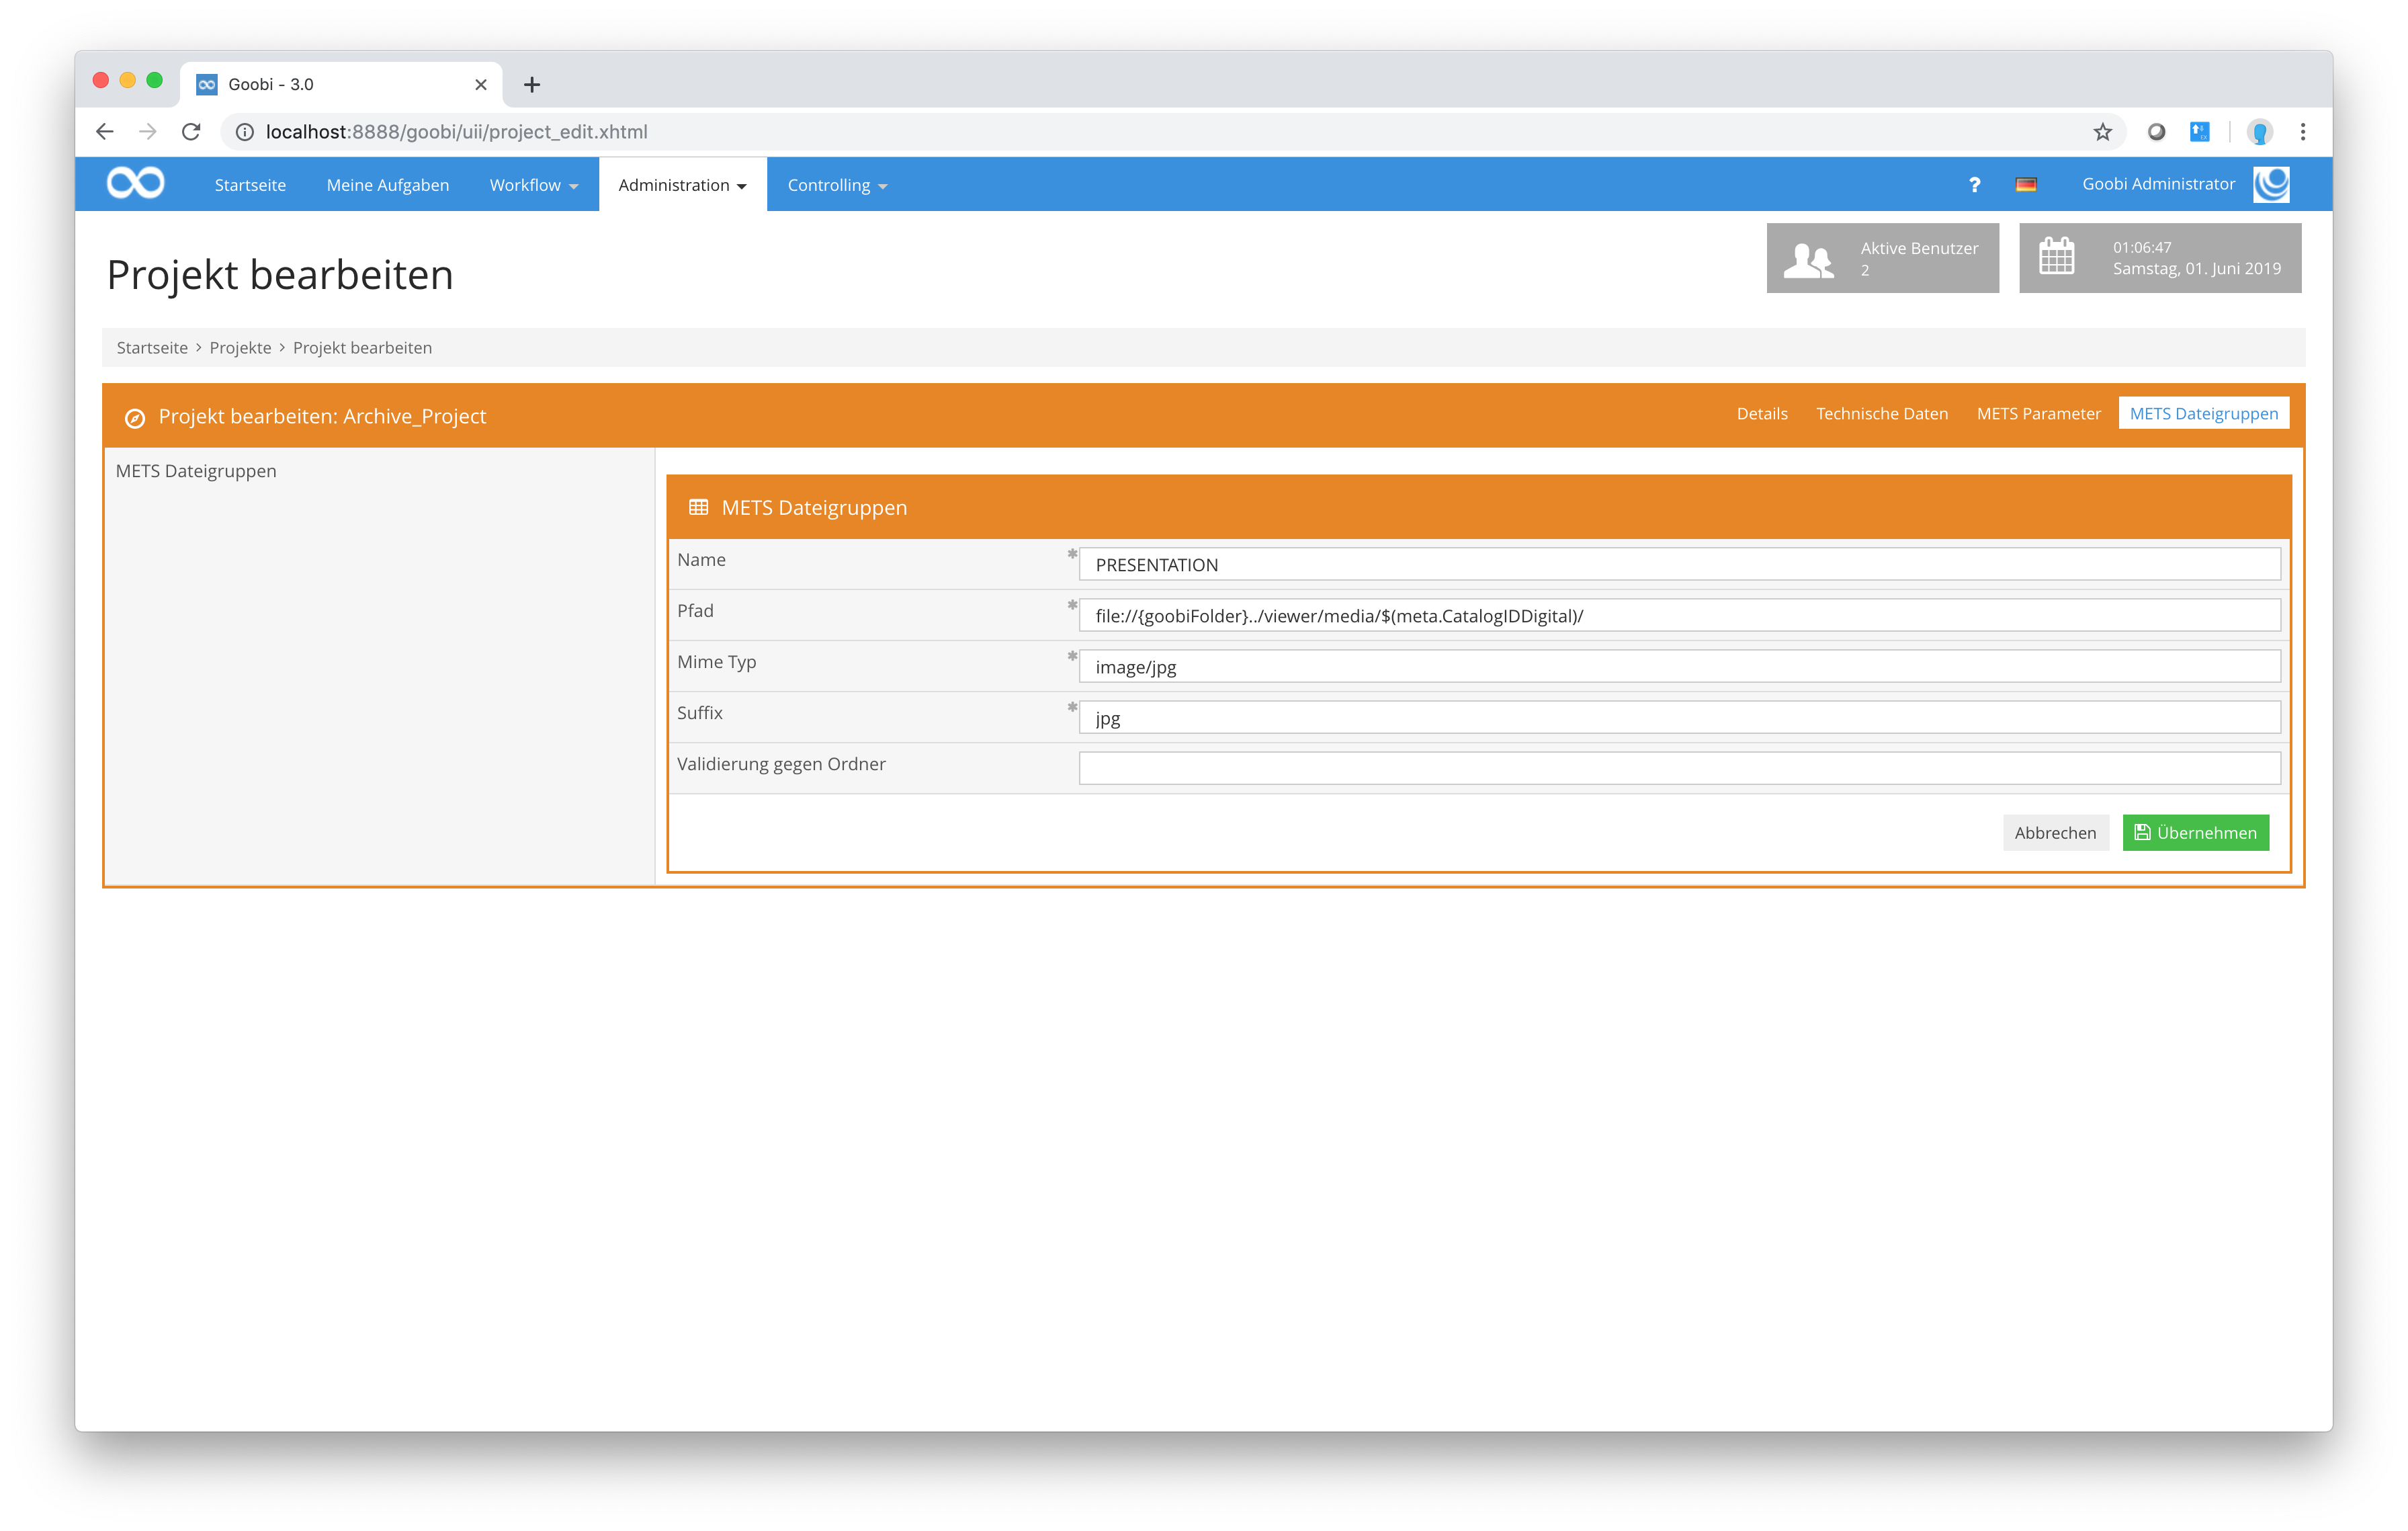 Goobi - 3.0
localhost:8888/goobi/uii/project_edit.xhtml
Startseite Meine Aufgaben Workflow Administration Controlling ? Goobi Administrator
Projekt bearbeiten
Aktive Benutzer
2
01:06:47
Samstag, 01. Juni 2019
Startseite > Projekte > Projekt bearbeiten
Projekt bearbeiten: Archive_Project
Details Technische Daten METS Parameter METS Dateigruppen
METS Dateigruppen
METS Dateigruppen
Name * PRESENTATION
Pfad * file://{goobiFolder}../viewer/media/$(meta.CatalogIDDigital)/
Mime Typ * image/jpg
Suffix * jpg
Validierung gegen Ordner
Abbrechen Übernehmen